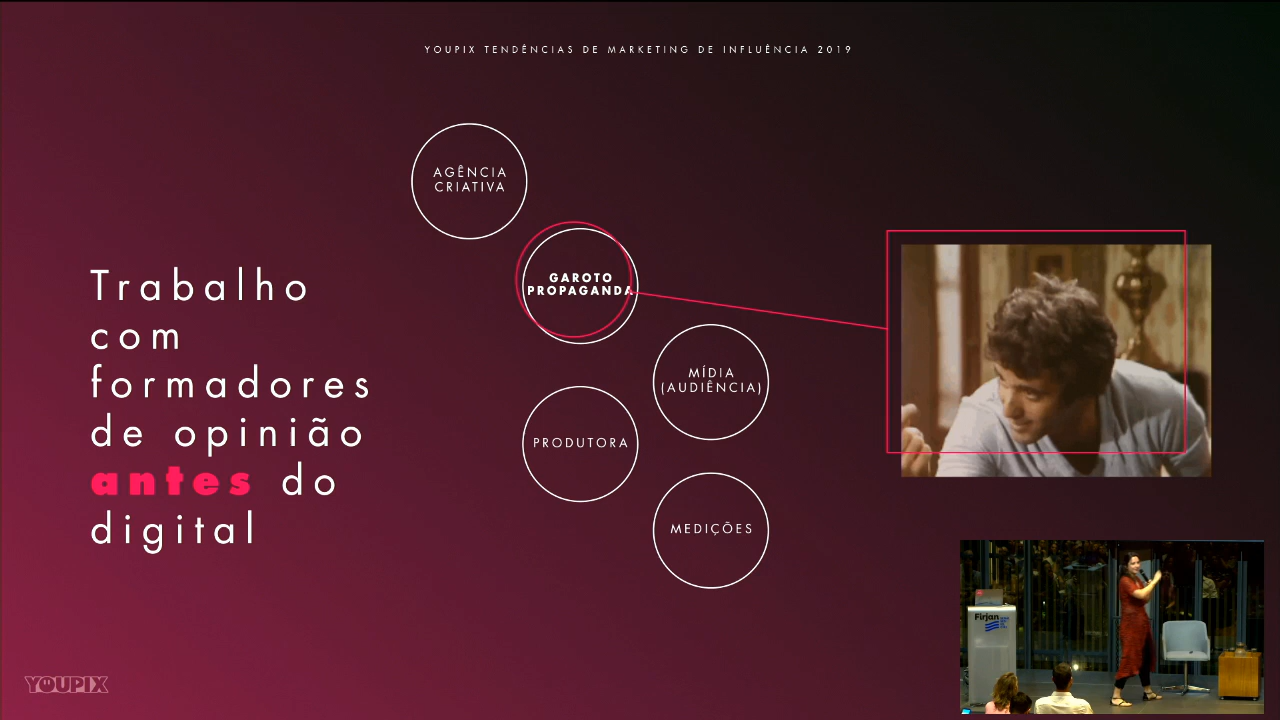 YOUPIX TENDÊNCIAS DE MARKETING DE INFLUÊNCIA 2019
AGÊNCIA
CRIATIVA
GAROTO
PROPAGANDA
MÍDIA
(AUDIÊNCIA)
PRODUTORA
MEDIÇÕES
Trabalho
com
formadores
de opinião
antes do
digital
Firjan
YOUPIX